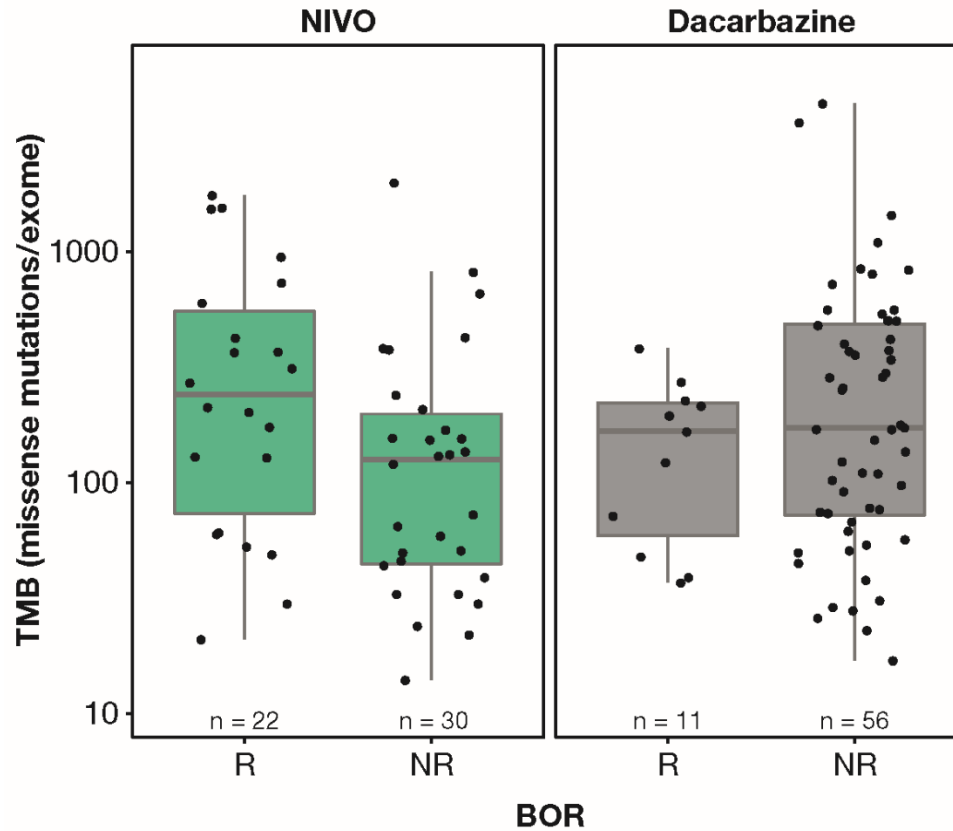 NIVO
Dacarbazine
TMB (missense mutations/exome)
1000
100
10
n = 22
n = 30
n = 11
n = 56
R
NR
R
NR
BOR